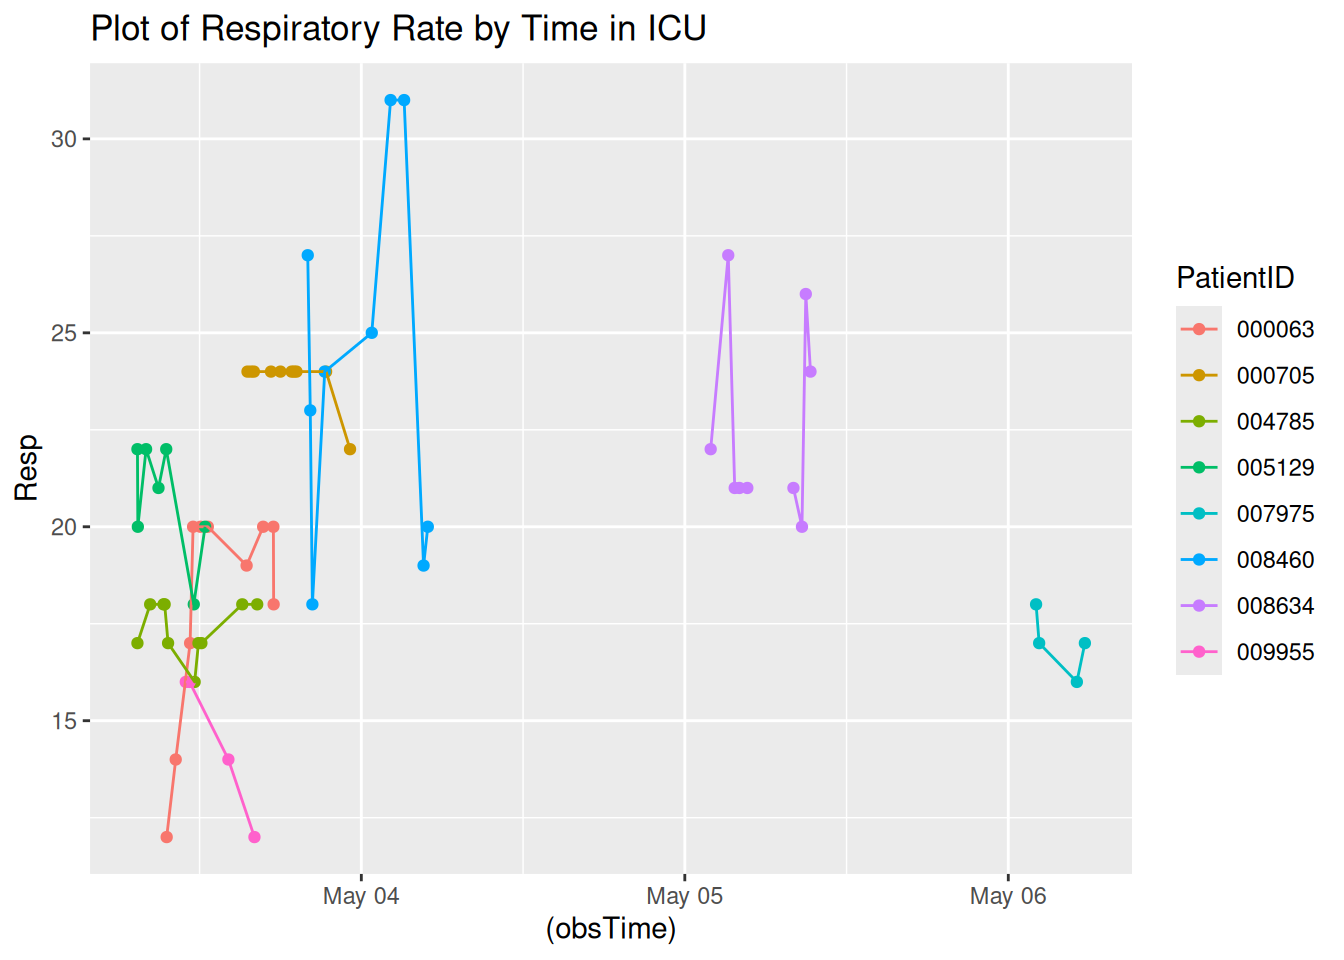 Plot of Respiratory Rate by Time in ICU
30
25
20
15
Resp
May 04
May 05
May 06
(obsTime)
PatientID
000063
000705
004785
005129
007975
008460
008634
009955